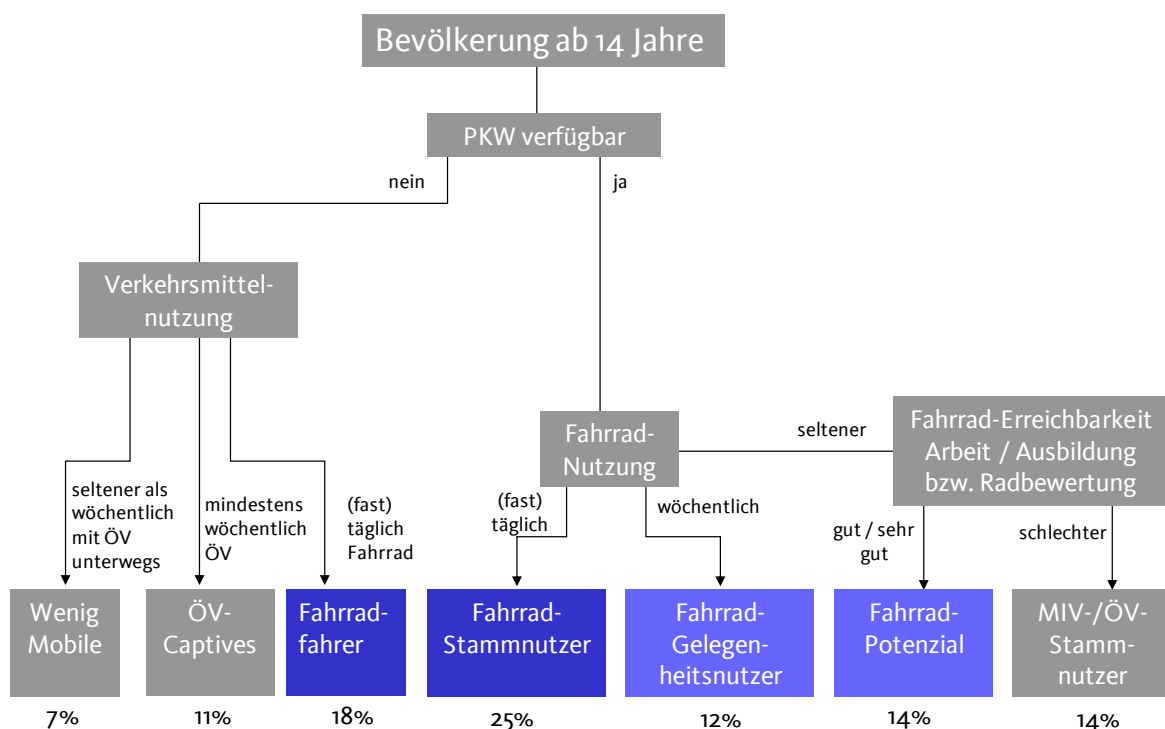 Bevölkerung ab 14 Jahre
PKW verfügbar
nein
ja
Verkehrsmittel-
nutzung
Fahrrad-
Nutzung
seltener
Fahrrad-Erreichbarkeit
Arbeit / Ausbildung
bzw. Radbewertung
seltener als
wöchentlich
mit ÖV
unterwegs
mindestens
wöchentlich
ÖV
(fast)
täglich
Fahrrad
(fast)
täglich
wöchentlich
gut / sehr
gut
schlechter
Wenig
Mobile
ÖV-
Captives
Fahrrad-
fahrer
Fahrrad-
Stammnutzer
Fahrrad-
Gelegen-
heitsnutzer
Fahrrad-
Potenzial
MIV-/ÖV-
Stamm-
nutzer
7%
11%
18%
25%
12%
14%
14%